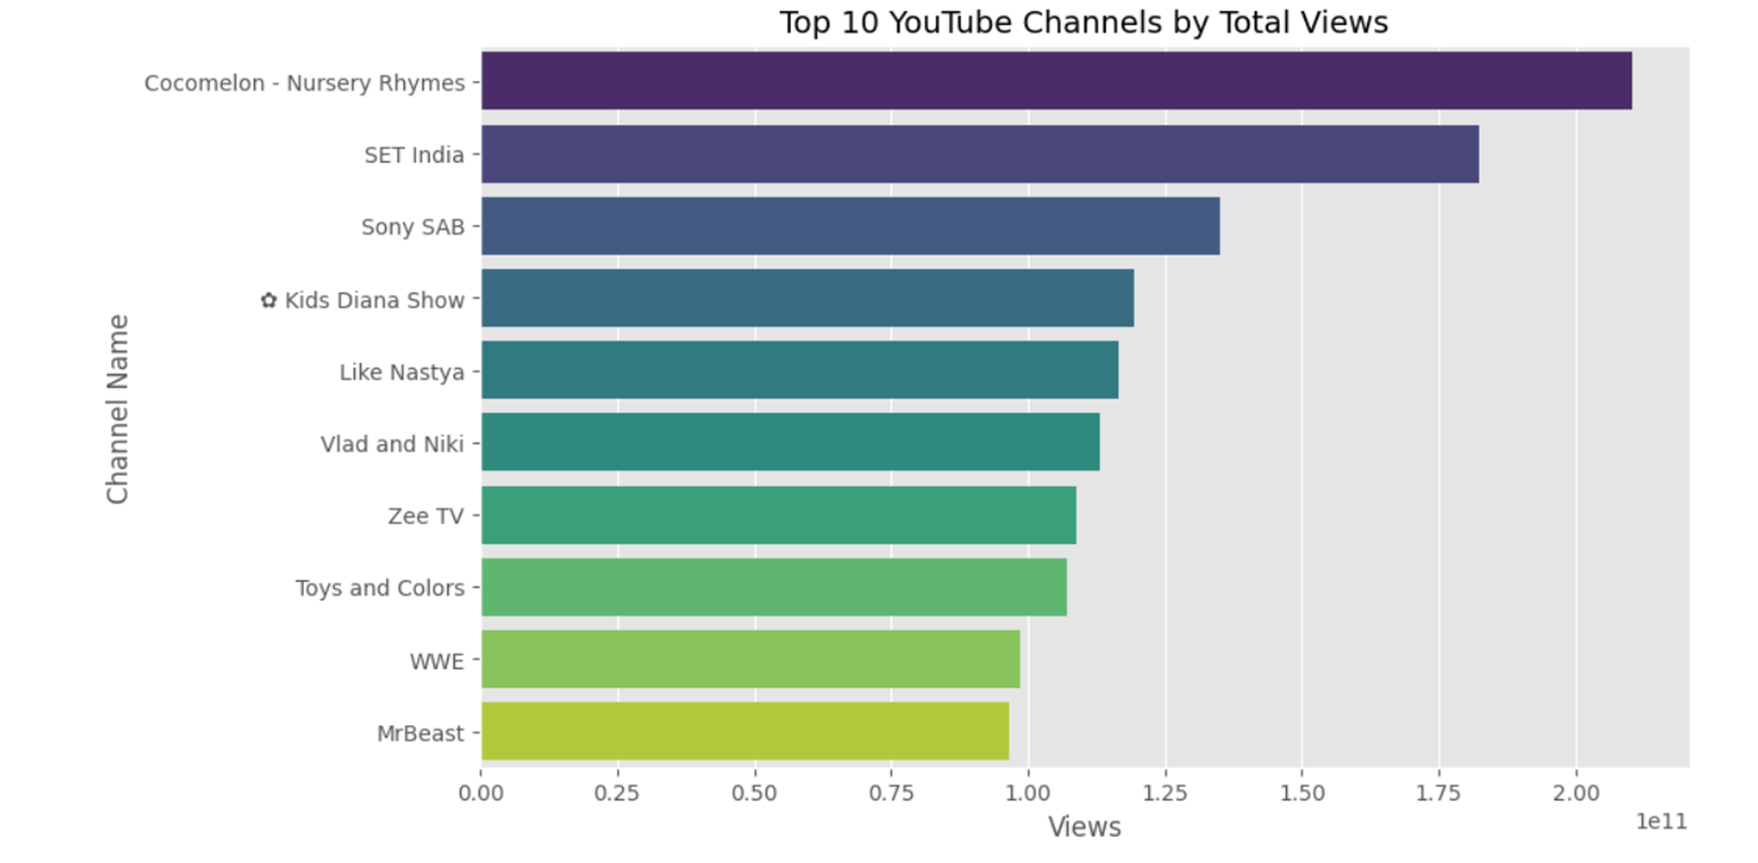 Top 10 YouTube Channels by Total Views
Cocomelon - Nursery Rhymes
SET India
Sony SAB
✿ Kids Diana Show
Like Nastya
Vlad and Niki
Zee TV
Toys and Colors
WWE
MrBeast
Channel Name
0.00 0.25 0.50 0.75 1.00 1.25 1.50 1.75 2.00
1e11
Views